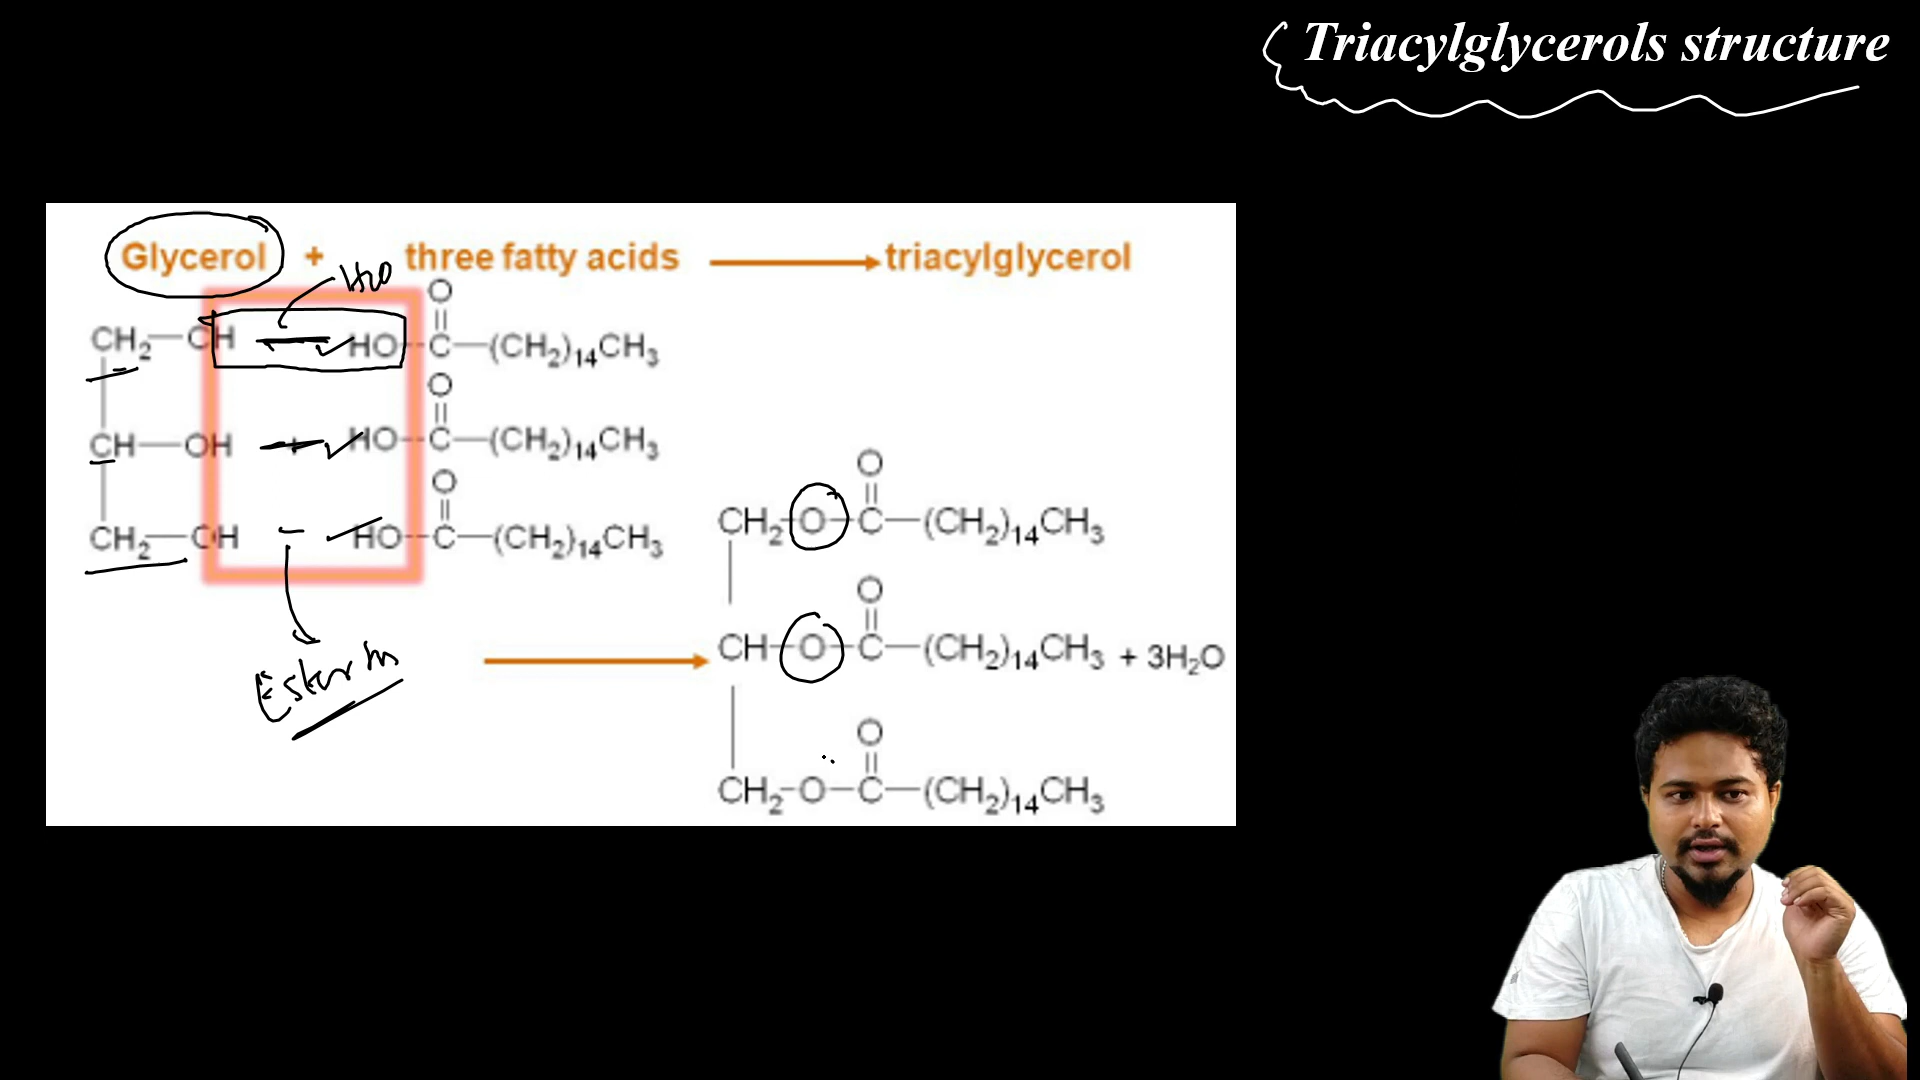 Triacylglycerols structure
Glycerol + three fatty acids → triacylglycerol
H2O
O
CH2—OH HO—C—(CH2)14CH3
O
CH—OH + HO—C—(CH2)14CH3
O
CH2—OH HO—C—(CH2)14CH3
O
CH2—O—C—(CH2)14CH3
O
CH—O—C—(CH2)14CH3 + 3H2O
O
CH2—O—C—(CH2)14CH3